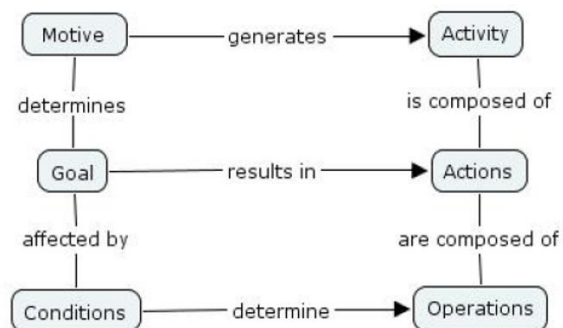 Motive generates Activity
determines is composed of
Goal results in Actions
affected by are composed of
Conditions determine Operations